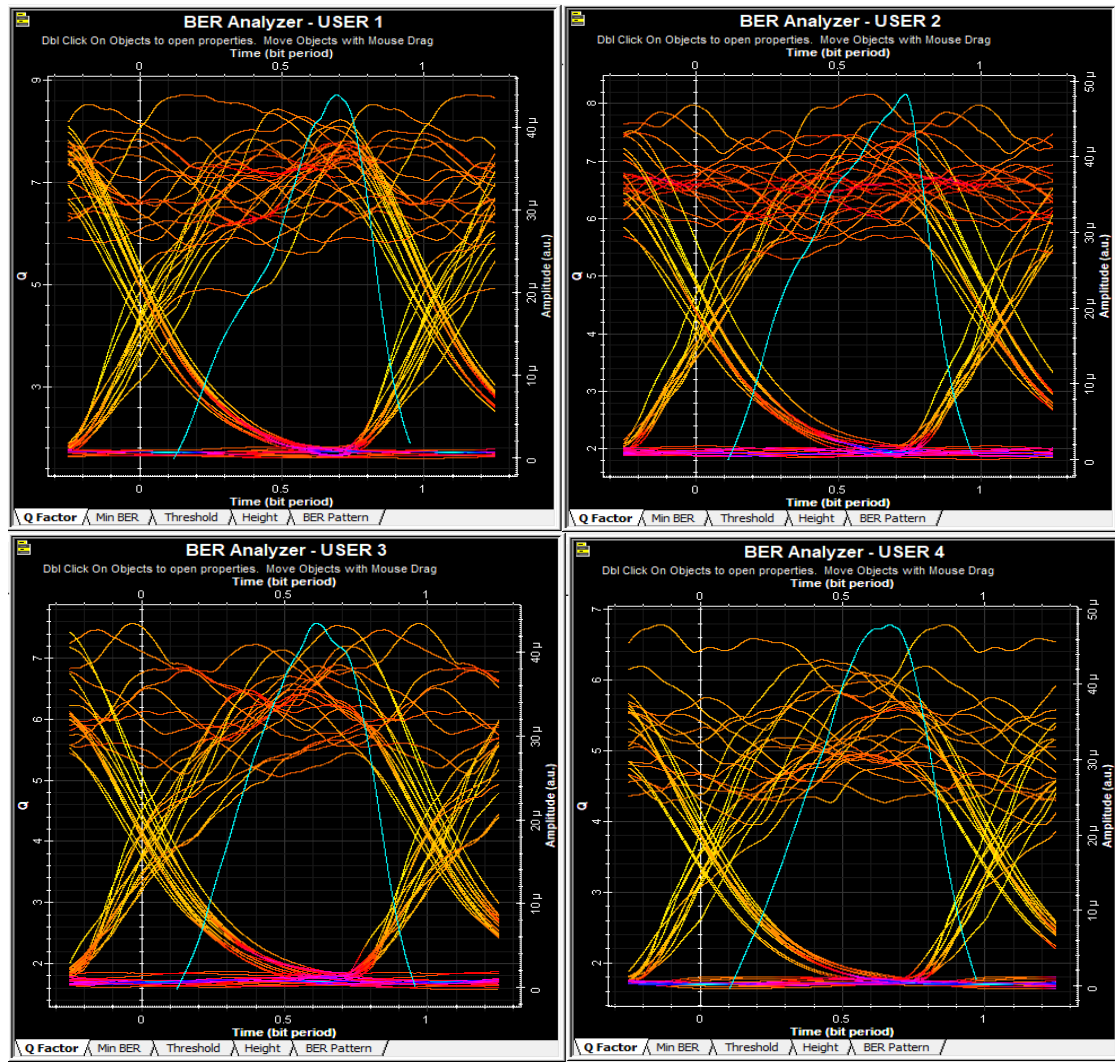 BER Analyzer - USER 1
Dbl Click On Objects to open properties. Move Objects with Mouse Drag
Time (bit period)
0 0.5 1
9
7
5
3
Q
40 µ
30 µ
20 µ
10 µ
0
Amplitude (a.u.)
0 0.5 1
Time (bit period)
Q Factor Min BER Threshold Height BER Pattern
BER Analyzer - USER 2
Dbl Click On Objects to open properties. Move Objects with Mouse Drag
Time (bit period)
0 0.5 1
8
7
6
5
4
3
2
Q
50 µ
40 µ
30 µ
20 µ
10 µ
0
Amplitude (a.u.)
0 0.5 1
Time (bit period)
Q Factor Min BER Threshold Height BER Pattern
BER Analyzer - USER 3
Dbl Click On Objects to open properties. Move Objects with Mouse Drag
Time (bit period)
0 0.5 1
7
6
5
4
3
2
Q
40 µ
30 µ
20 µ
10 µ
0
Amplitude (a.u.)
0 1
Time (bit period)
Q Factor Min BER Threshold Height BER Pattern
BER Analyzer - USER 4
Dbl Click On Objects to open properties. Move Objects with Mouse Drag
Time (bit period)
0 0.5 1
7
6
5
4
3
2
Q
50 µ
40 µ
30 µ
20 µ
10 µ
0
Amplitude (a.u.)
0 0.5 1
Time (bit period)
Q Factor Min BER Threshold Height BER Pattern